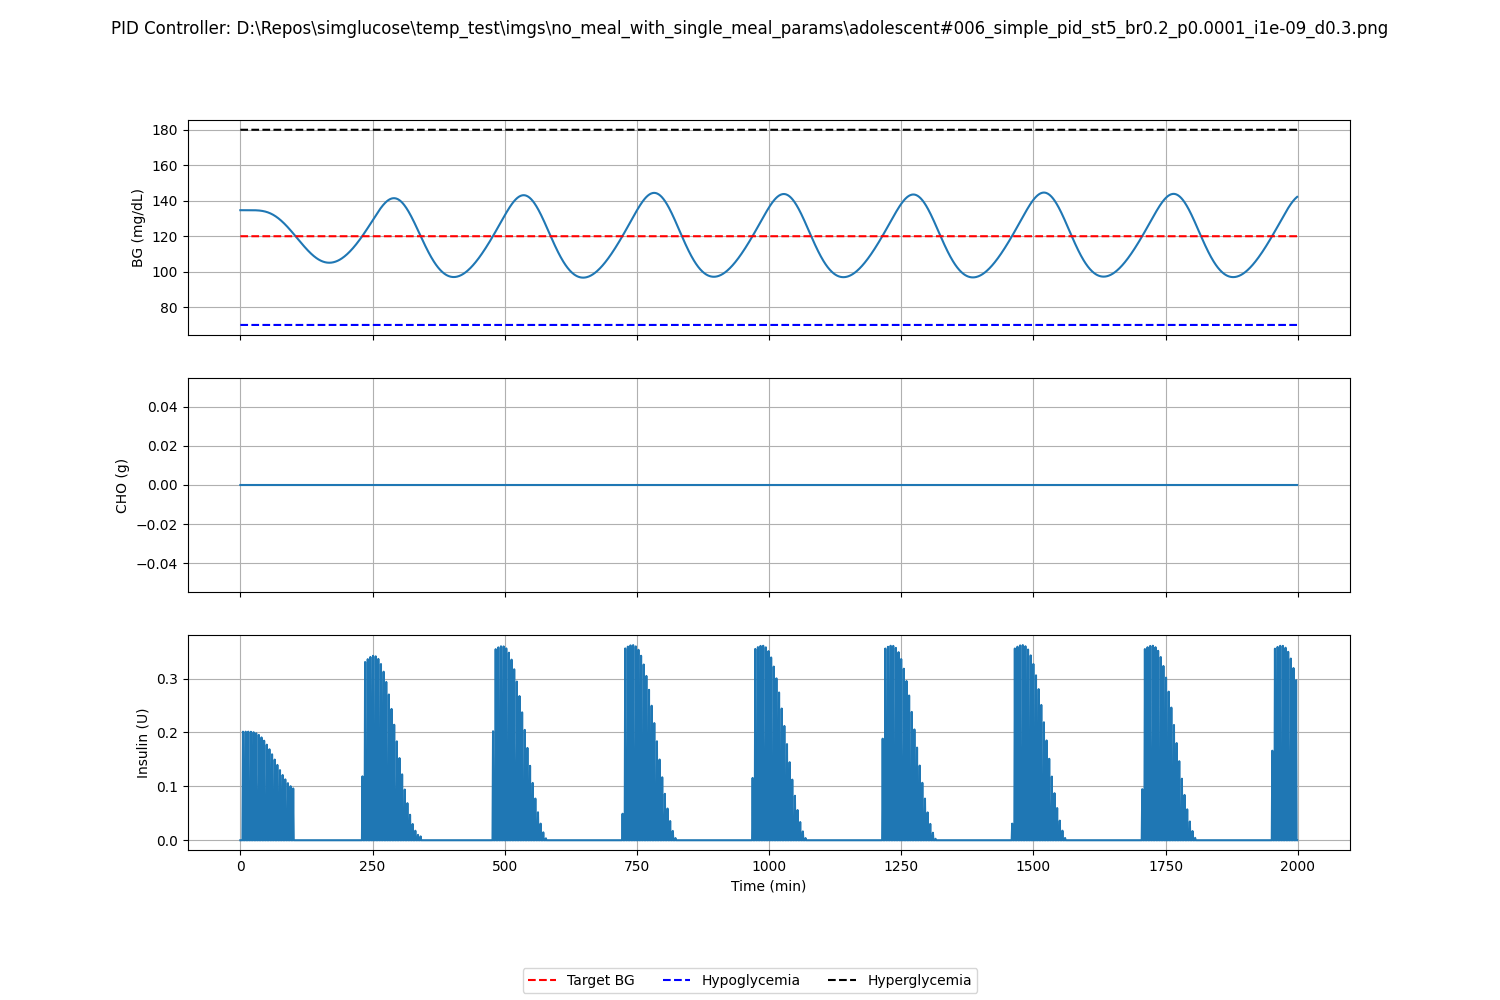 PID Controller: D:\Repos\simglucose\temp_test\imgs\no_meal_with_single_meal_params\adolescent#006_simple_pid_st5_br0.2_p0.0001_i1e-09_d0.3.png
180
160
140
120
100
80
BG (mg/dL)
0.04
0.02
0.00
−0.02
−0.04
CHO (g)
0.3
0.2
0.1
0.0
Insulin (U)
0 250 500 750 1000 1250 1500 1750 2000
Time (min)
Target BG Hypoglycemia Hyperglycemia